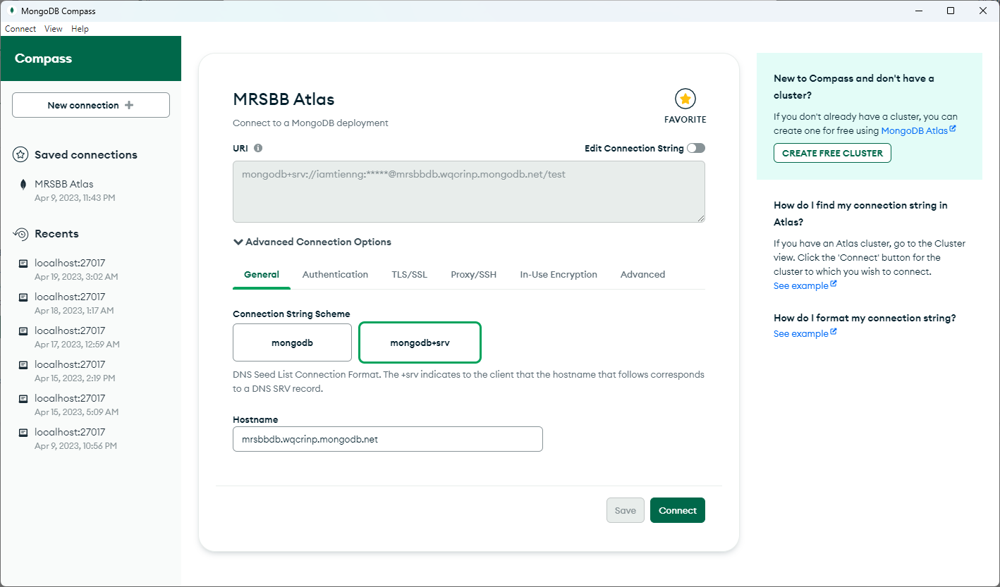 MongoDB Compass
Connect View Help
Compass
New connection
Saved connections
MRSBB Atlas
Apr 9, 2023, 11:43 PM
Recents
localhost:27017
Apr 19, 2023, 3:02 AM
localhost:27017
Apr 18, 2023, 1:17 AM
localhost:27017
Apr 17, 2023, 12:59 AM
localhost:27017
Apr 15, 2023, 2:19 PM
localhost:27017
Apr 15, 2023, 5:09 AM
localhost:27017
Apr 9, 2023, 10:56 PM
MRSBB Atlas
Connect to a MongoDB deployment
FAVORITE
URI
Edit Connection String
mongodb+srv://iamtienng:*****@mrsbbdb.wqcrinp.mongodb.net/test
Advanced Connection Options
General Authentication TLS/SSL Proxy/SSH In-Use Encryption Advanced
Connection String Scheme
mongodb mongodb+srv
DNS Seed List Connection Format. The +srv indicates to the client that the hostname that follows corresponds
to a DNS SRV record.
Hostname
mrsbbdb.wqcrinp.mongodb.net
Save Connect
New to Compass and don't have a
cluster?
If you don't already have a cluster, you can
create one for free using MongoDB Atlas
CREATE FREE CLUSTER
How do I find my connection string in
Atlas?
If you have an Atlas cluster, go to the Cluster
view. Click the 'Connect' button for the
cluster to which you wish to connect.
See example
How do I format my connection string?
See example